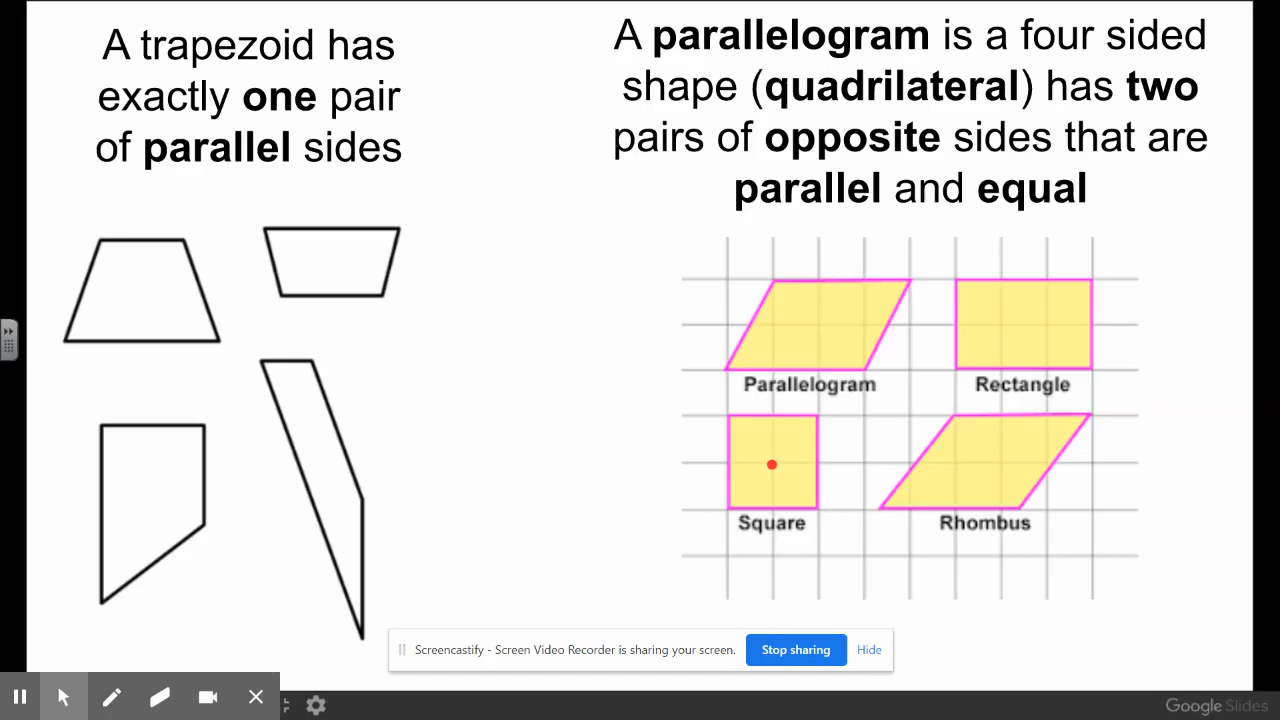 A trapezoid has
exactly one pair
of parallel sides
A parallelogram is a four sided
shape (quadrilateral) has two
pairs of opposite sides that are
parallel and equal
Parallelogram
Rectangle
Square
Rhombus
Screencastify - Screen Video Recorder is sharing your screen.
Stop sharing
Hide
Google Slides